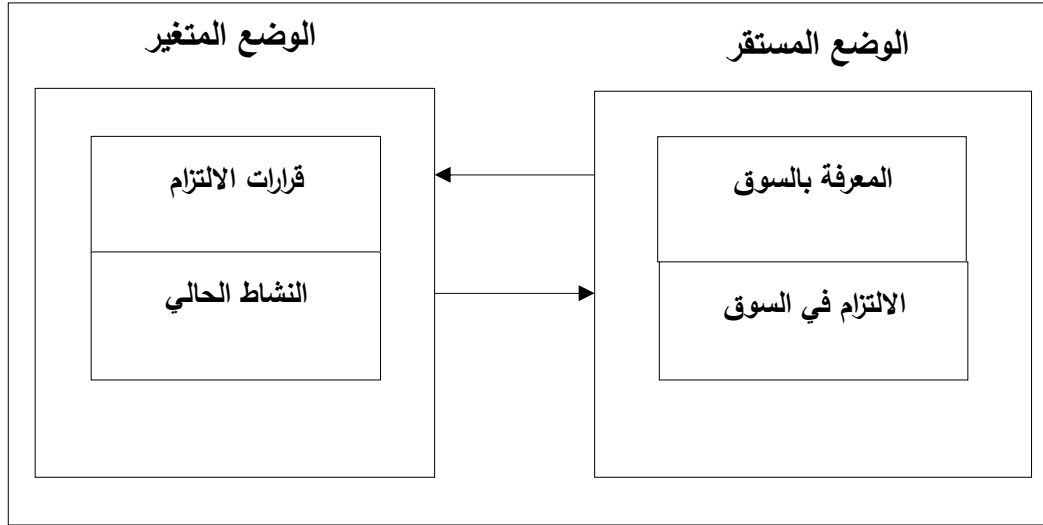 الوضع المستقر
المعرفة بالسوق
الالتزام في السوق
الوضع المتغير
قرارات الالتزام
النشاط الحالي